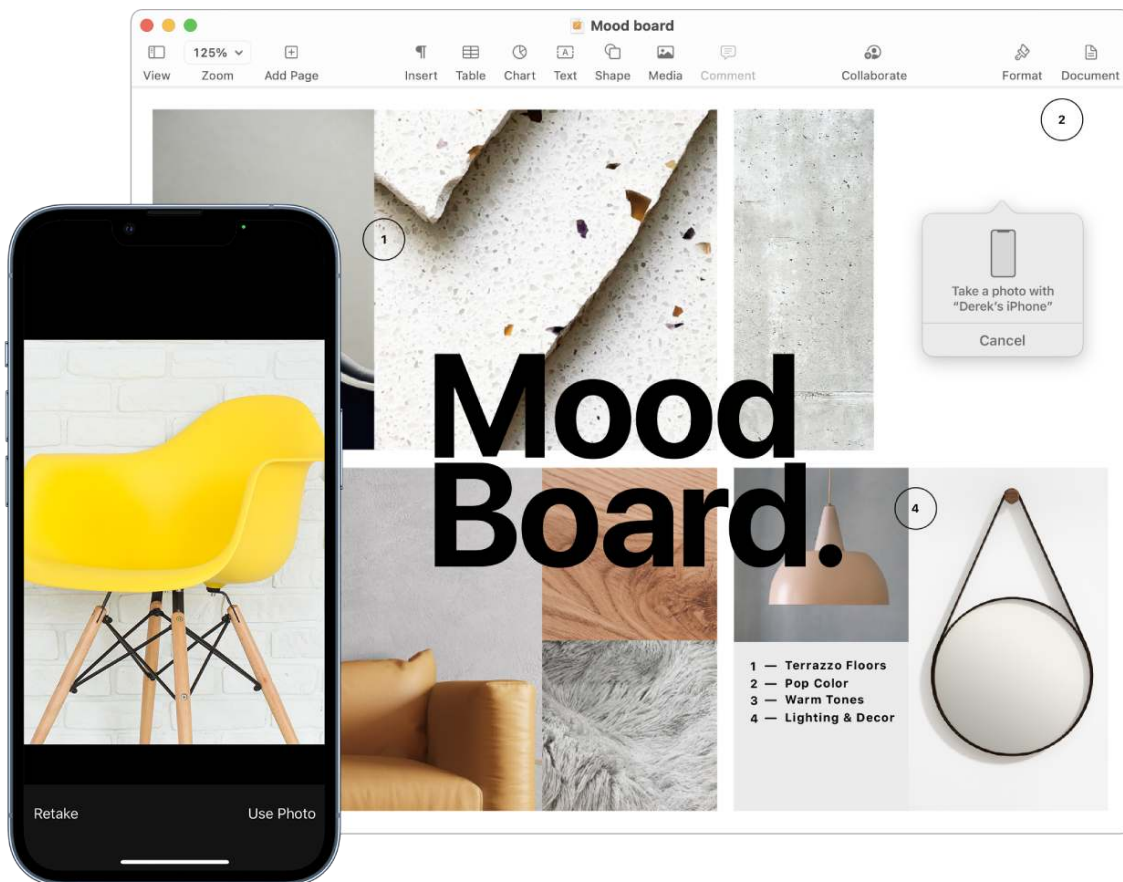 Mood board
125%
View
Zoom
Add Page
Insert
Table
Chart
Text
Shape
Media
Comment
Collaborate
Format
Document
2
1
Take a photo with
“Derek’s iPhone”
Cancel
Mood
Board.
4
1 — Terrazzo Floors
2 — Pop Color
3 — Warm Tones
4 — Lighting & Decor
Retake
Use Photo